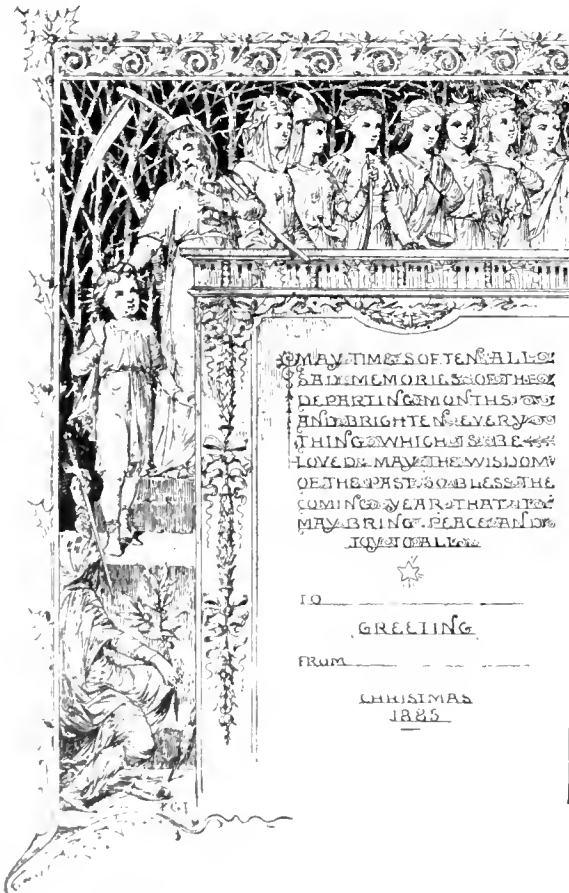 MAY TIME SOFTEN ALL
SAD MEMORIES OF THE
DEPARTING MONTHS
AND BRIGHTEN EVERY
THING WHICH IS BE
LOVED MAY THE WISDOM
OF THE PAST SO BLESS THE
COMING YEAR THAT IT
MAY BRING PEACE AND
JOY TO ALL
TO
GREETING
FROM
CHRISTMAS
1885